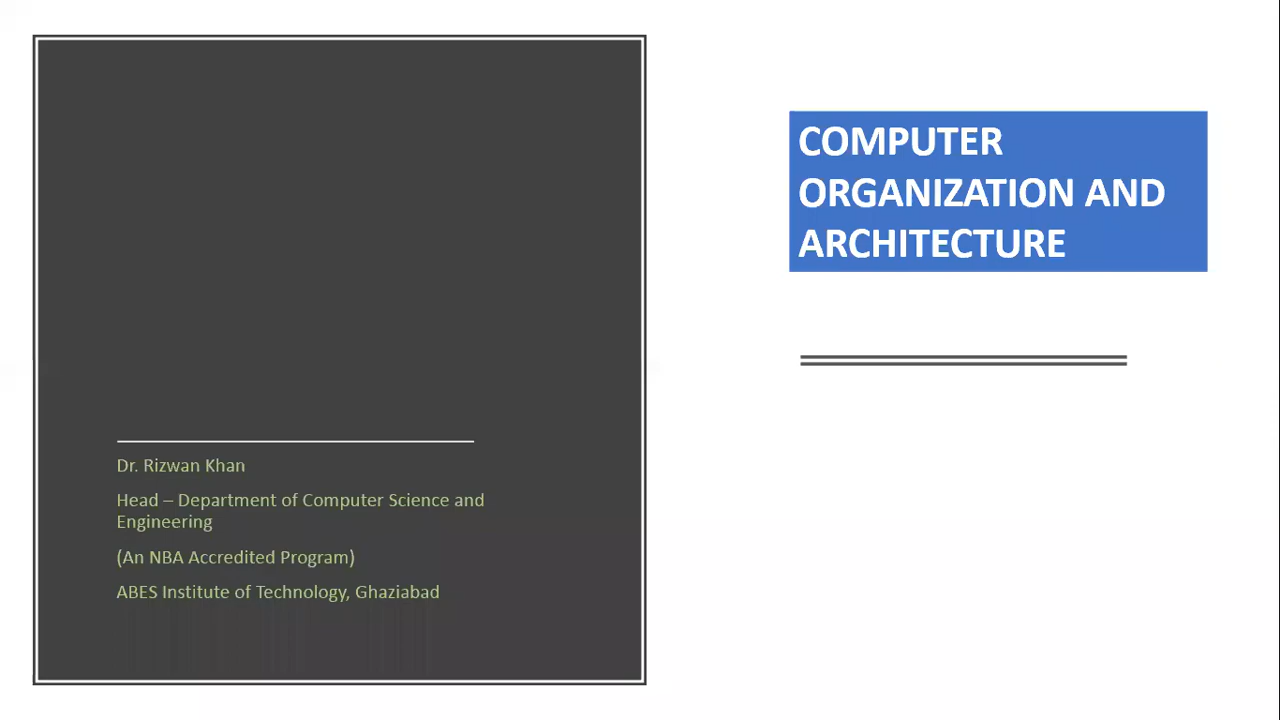 COMPUTER
ORGANIZATION AND
ARCHITECTURE
Dr. Rizwan Khan
Head – Department of Computer Science and
Engineering
(An NBA Accredited Program)
ABES Institute of Technology, Ghaziabad